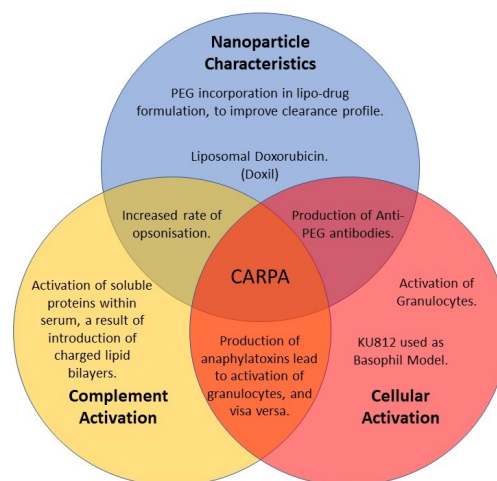 Nanoparticle
Characteristics
PEG incorporation in lipo-drug
formulation, to improve clearance profile.
Liposomal Doxorubicin.
(Doxil)
Increased rate of
opsonisation.
Production of Anti-
PEG antibodies.
CARPA
Activation of soluble
proteins within
serum, a result of
introduction of
charged lipid
bilayers.
Complement
Activation
Production of
anaphylatoxins lead
to activation of
granulocytes, and
visa versa.
Activation of
Granulocytes.
KU812 used as
Basophil Model.
Cellular
Activation